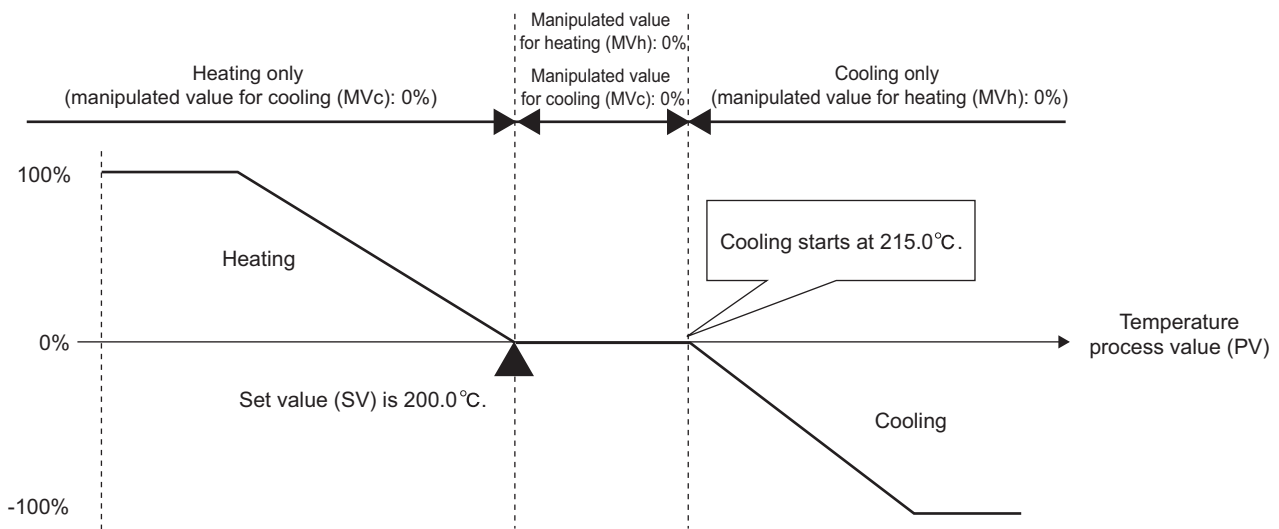 Manipulated value
for heating (MVh): 0%
Heating only
(manipulated value for cooling (MVc): 0%)
Manipulated value
for cooling (MVc): 0%
Cooling only
(manipulated value for heating (MVh): 0%)
100%
Heating
Cooling starts at 215.0℃.
0%
Temperature
process value (PV)
Set value (SV) is 200.0℃.
Cooling
-100%